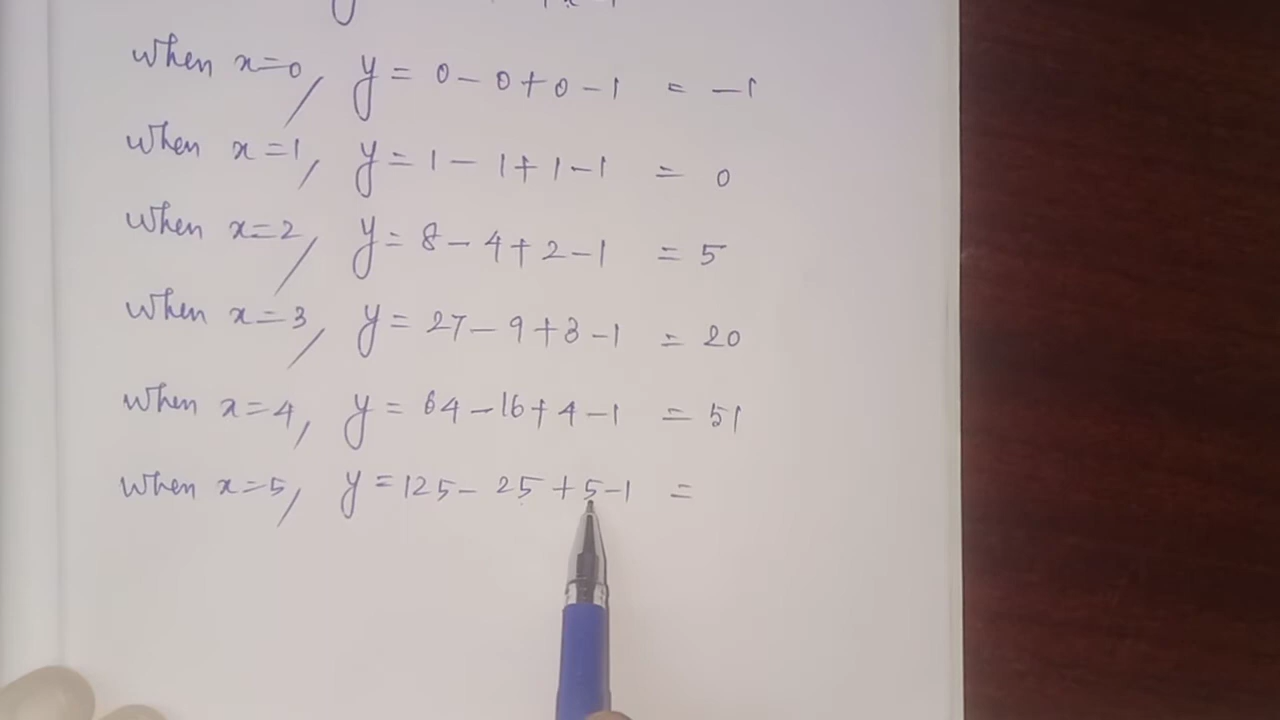 When x=0, y = 0 - 0 + 0 - 1 = -1
When x=1, y = 1 - 1 + 1 - 1 = 0
When x=2, y = 8 - 4 + 2 - 1 = 5
When x=3, y = 27 - 9 + 3 - 1 = 20
When x=4, y = 64 - 16 + 4 - 1 = 51
When x=5, y = 125 - 25 + 5 - 1 =